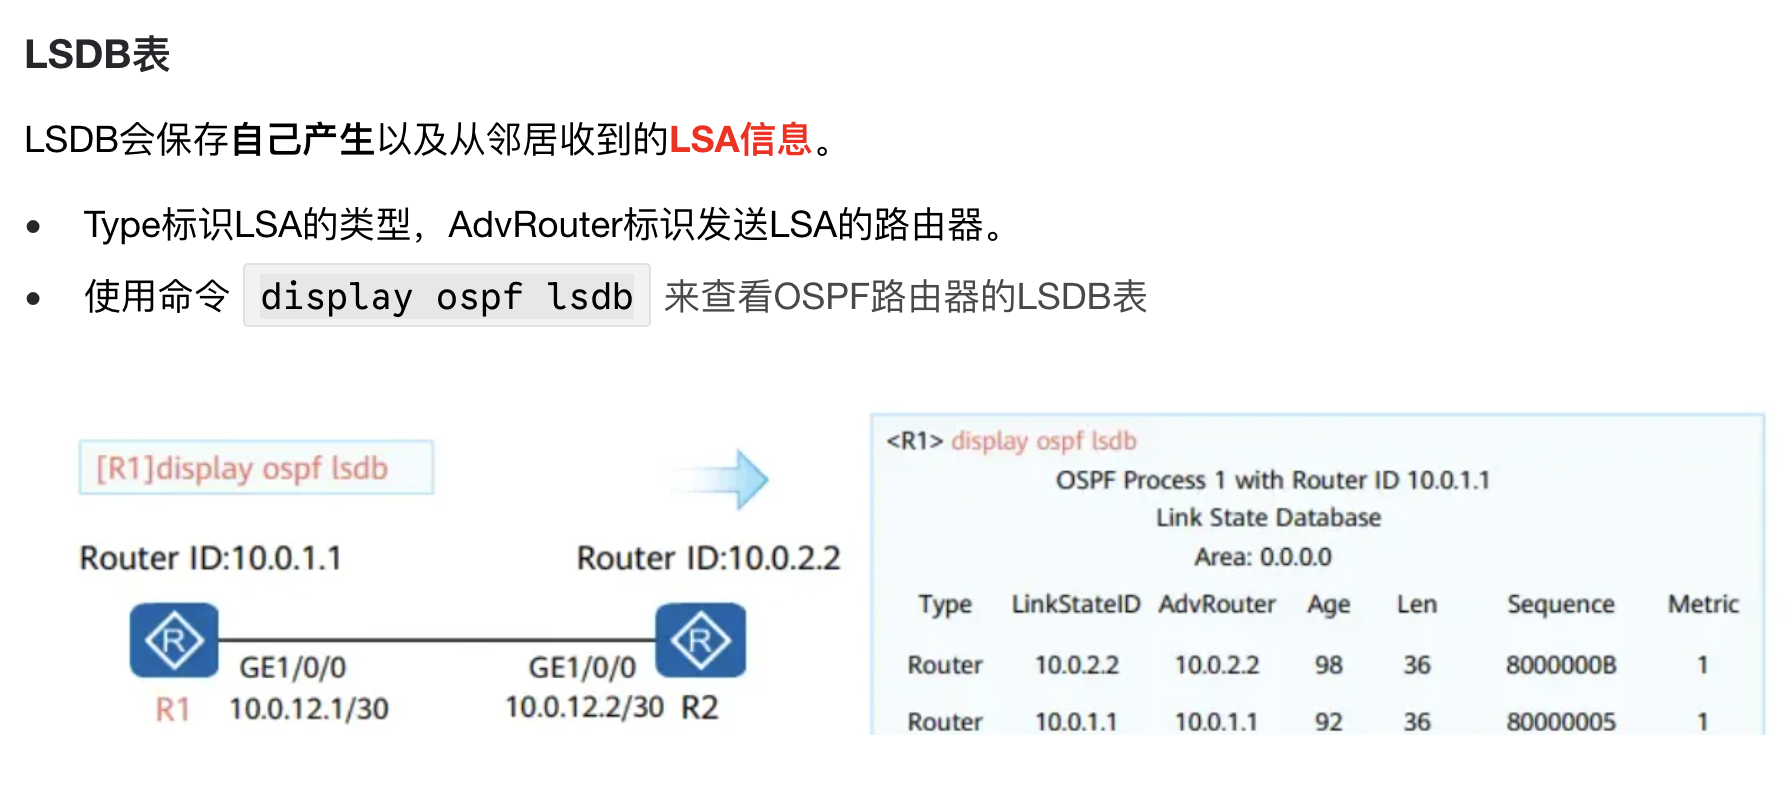 LSDB表
LSDB会保存自己产生以及从邻居收到的LSA信息。
Type标识LSA的类型，AdvRouter标识发送LSA的路由器。
使用命令 display ospf lsdb 来查看OSPF路由器的LSDB表
[R1]display ospf lsdb
Router ID:10.0.1.1 Router ID:10.0.2.2
R R
GE1/0/0 GE1/0/0
R1 10.0.12.1/30 10.0.12.2/30 R2
<R1> display ospf lsdb
OSPF Process 1 with Router ID 10.0.1.1
Link State Database
Area: 0.0.0.0
Type LinkStateID AdvRouter Age Len Sequence Metric
Router 10.0.2.2 10.0.2.2 98 36 8000000B 1
Router 10.0.1.1 10.0.1.1 92 36 80000005 1